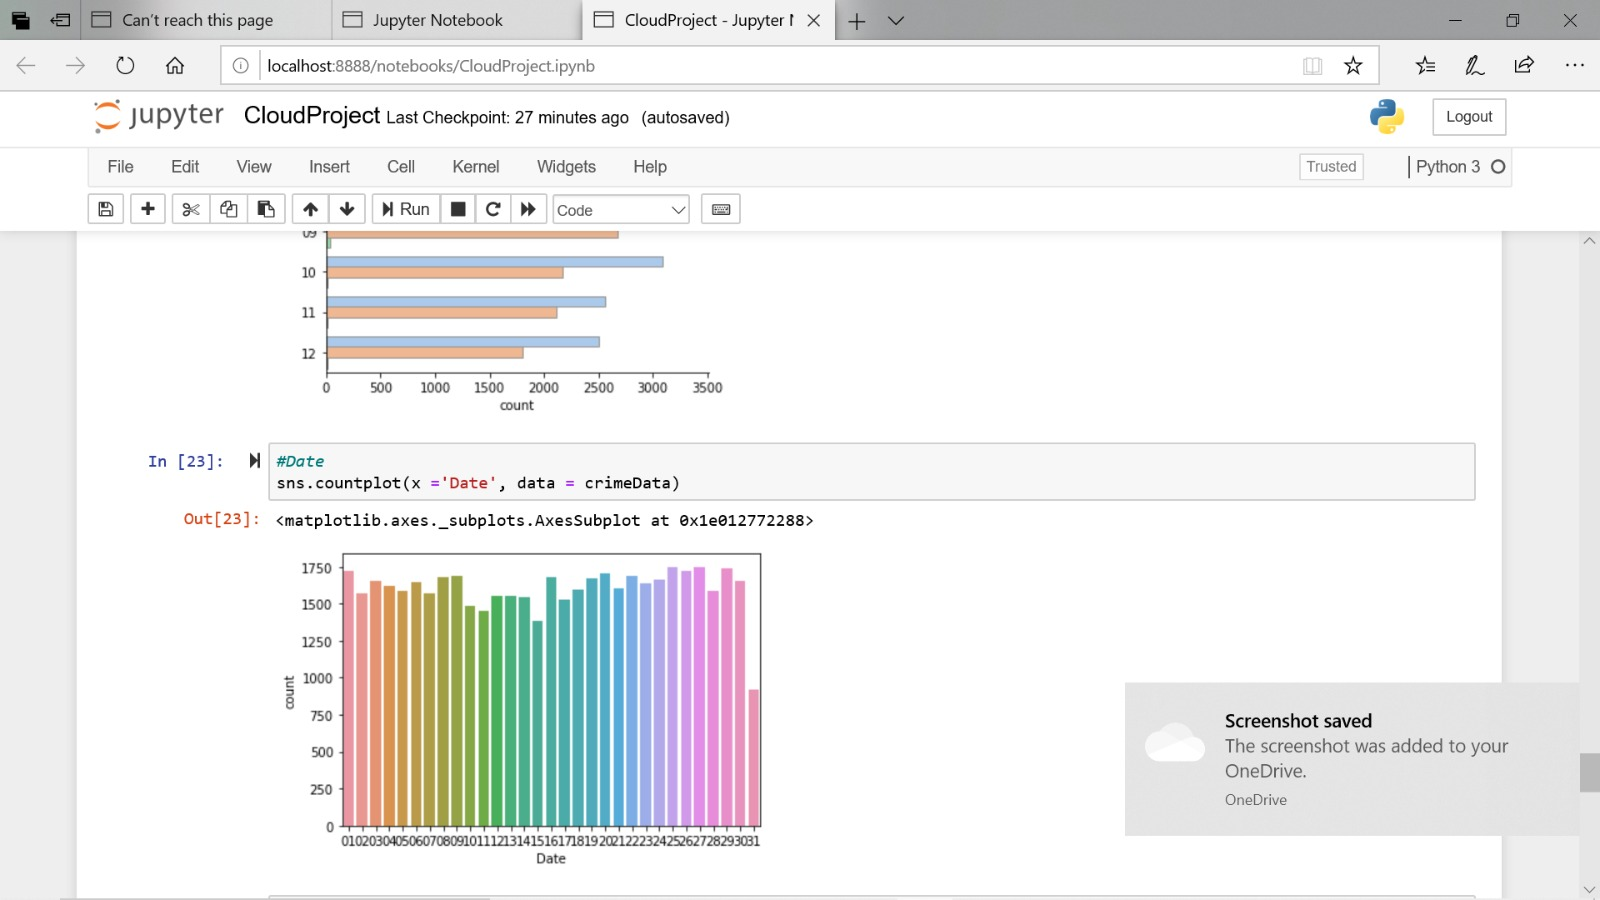 Can't reach this page
Jupyter Notebook
CloudProject - Jupyter N
localhost:8888/notebooks/CloudProject.ipynb
jupyter CloudProject Last Checkpoint: 27 minutes ago (autosaved)
Logout
File Edit View Insert Cell Kernel Widgets Help
Trusted
Python 3
Run
Code
09
10
11
12
0 500 1000 1500 2000 2500 3000 3500
count
In [23]:
#Date
sns.countplot(x ='Date', data = crimeData)
Out[23]: <matplotlib.axes._subplots.AxesSubplot at 0x1e012772288>
1750
1500
1250
1000
750
500
250
0
count
01020304050607080910111213141516171819202122232425262728293031
Date
Screenshot saved
The screenshot was added to your
OneDrive.
OneDrive